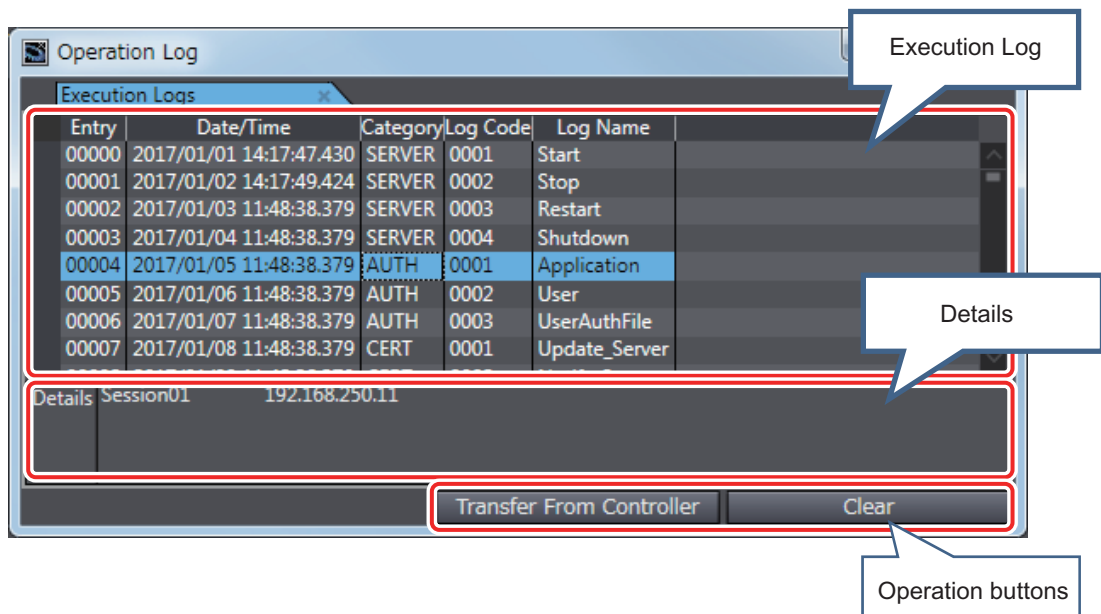 Operation Log
Execution Log
Execution Logs
Entry Date/Time Category Log Code Log Name
00000 2017/01/01 14:17:47.430 SERVER 0001 Start
00001 2017/01/02 14:17:49.424 SERVER 0002 Stop
00002 2017/01/03 11:48:38.379 SERVER 0003 Restart
00003 2017/01/04 11:48:38.379 SERVER 0004 Shutdown
00004 2017/01/05 11:48:38.379 AUTH 0001 Application
00005 2017/01/06 11:48:38.379 AUTH 0002 User
00006 2017/01/07 11:48:38.379 AUTH 0003 UserAuthFile
00007 2017/01/08 11:48:38.379 CERT 0001 Update_Server
Details
Details Session01 192.168.250.11
Transfer From Controller Clear
Operation buttons